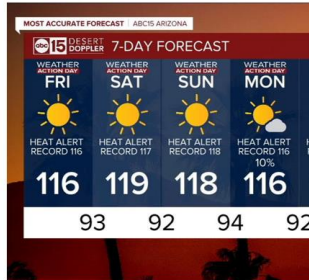 MOST ACCURATE FORECAST | ABC15 ARIZONA
abc 15 DESERT DOPPLER 7-DAY FORECAST
WEATHER WEATHER WEATHER WEATHER
ACTION DAY ACTION DAY ACTION DAY ACTION DAY
FRI SAT SUN MON
HEAT ALERT HEAT ALERT HEAT ALERT HEAT ALERT
RECORD 116 RECORD 117 RECORD 118 RECORD 116
10%
116 119 118 116
93 92 94 92